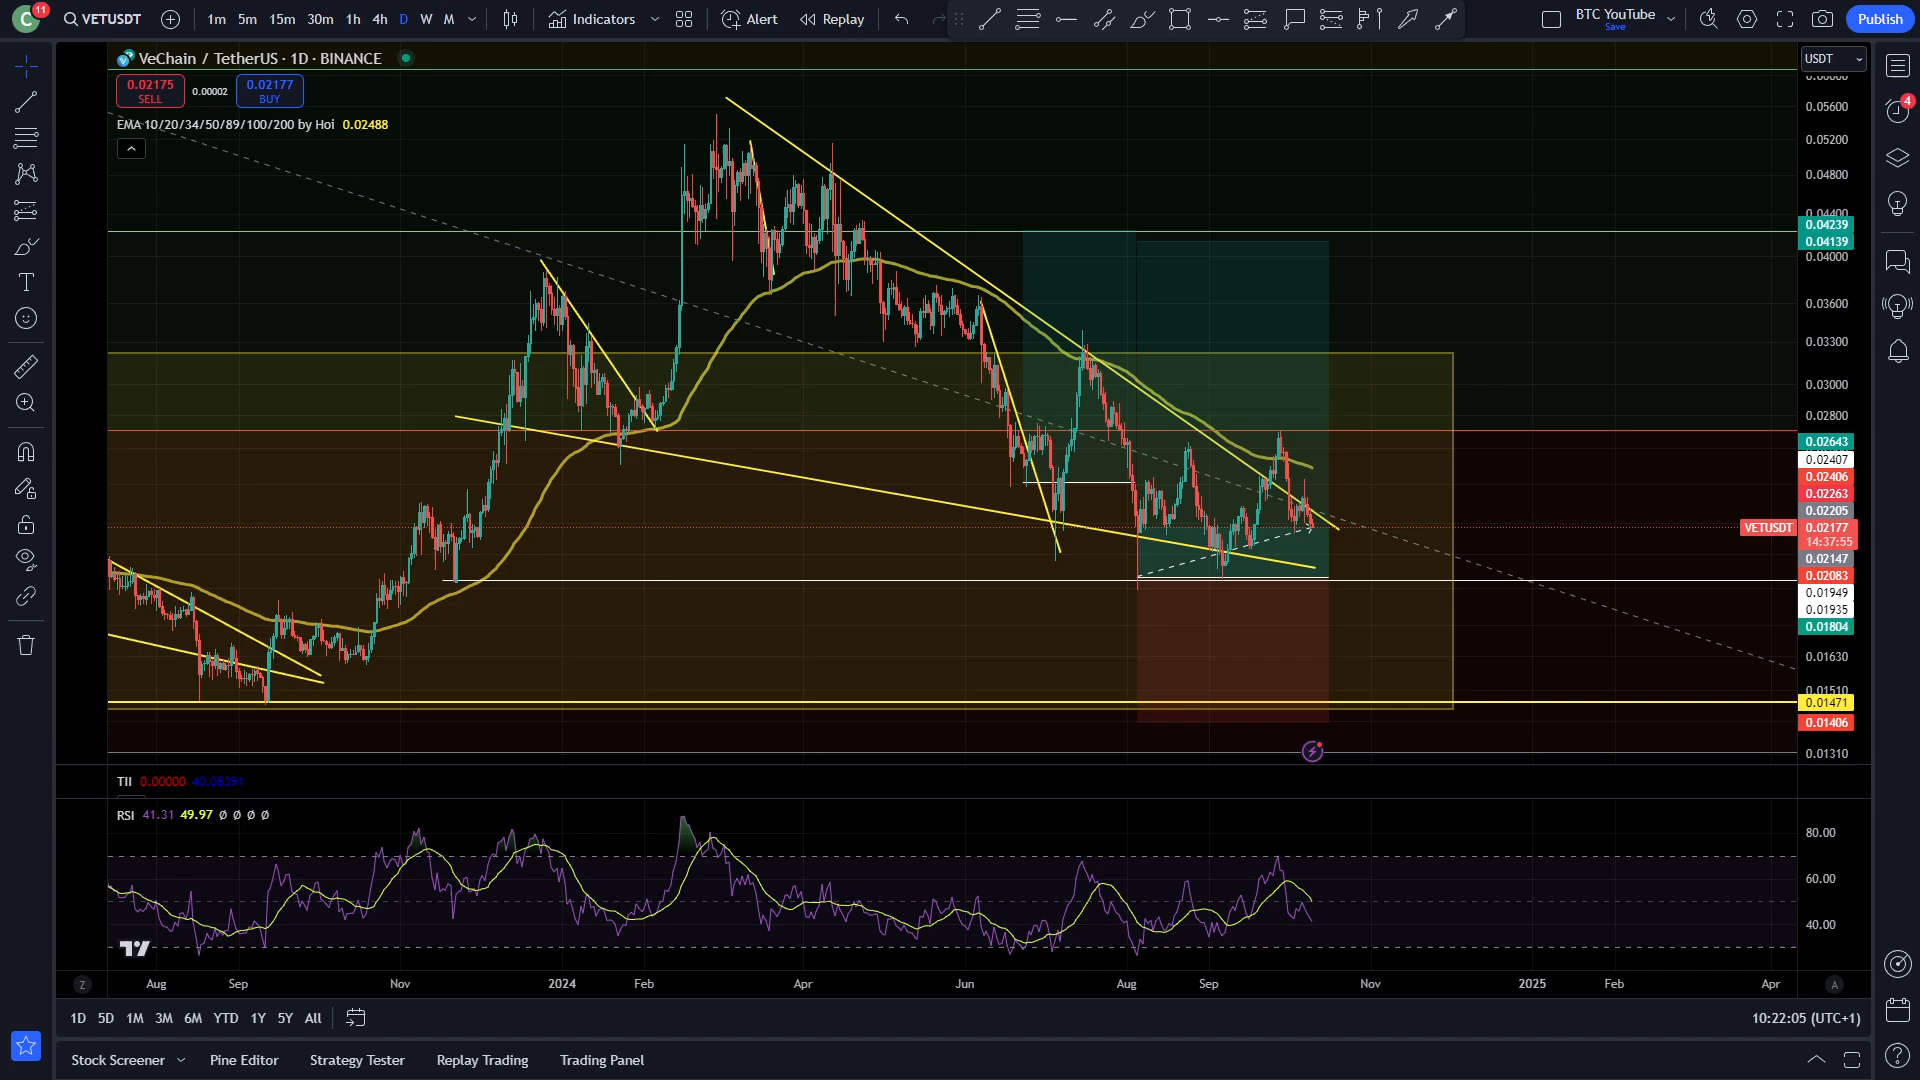 C 11 VETUSDT 1m 5m 15m 30m 1h 4h D W M Indicators Alert Replay BTC YouTube Save Publish
VeChain / TetherUS · 1D · BINANCE
USDT
0.02175 SELL 0.00002 0.02177 BUY
EMA 10/20/34/50/89/100/200 by Hoi 0.02488
0.05600
4
0.05200
0.04800
0.04400
0.04239
0.04139
0.04000
0.03600
0.03300
0.03000
0.02800
0.02643
0.02407
0.02406
0.02263
0.02205
VETUSDT 0.02177
14:37:55
0.02147
0.02083
0.01949
0.01935
0.01804
0.01630
0.01510
0.01471
0.01406
0.01310
TII 0.00000 40.08391
RSI 41.31 49.97 Ø Ø Ø Ø
80.00
60.00
40.00
Z Aug Sep Nov 2024 Feb Apr Jun Aug Sep Nov 2025 Feb Apr A
1D 5D 1M 3M 6M YTD 1Y 5Y All 10:22:05 (UTC+1)
Stock Screener Pine Editor Strategy Tester Replay Trading Trading Panel